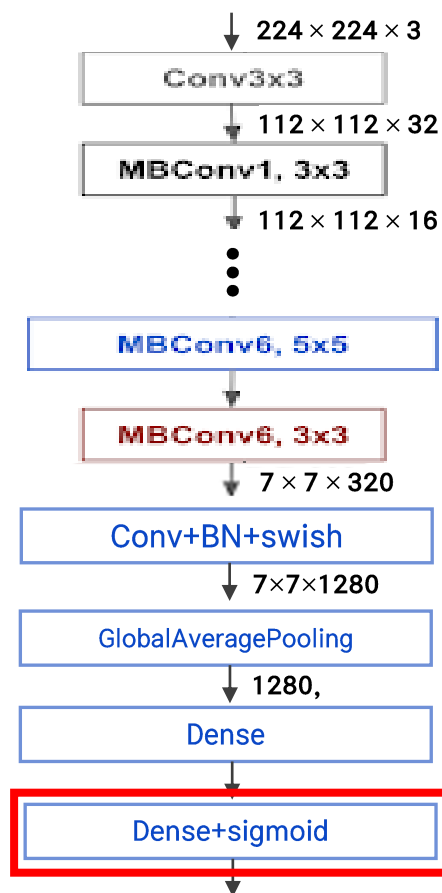 224 × 224 × 3
Conv3x3
112 × 112 × 32
MBConv1, 3x3
112 × 112 × 16
MBConv6, 5x5
MBConv6, 3x3
7 × 7 × 320
Conv+BN+swish
7×7×1280
GlobalAveragePooling
1280,
Dense
Dense+sigmoid